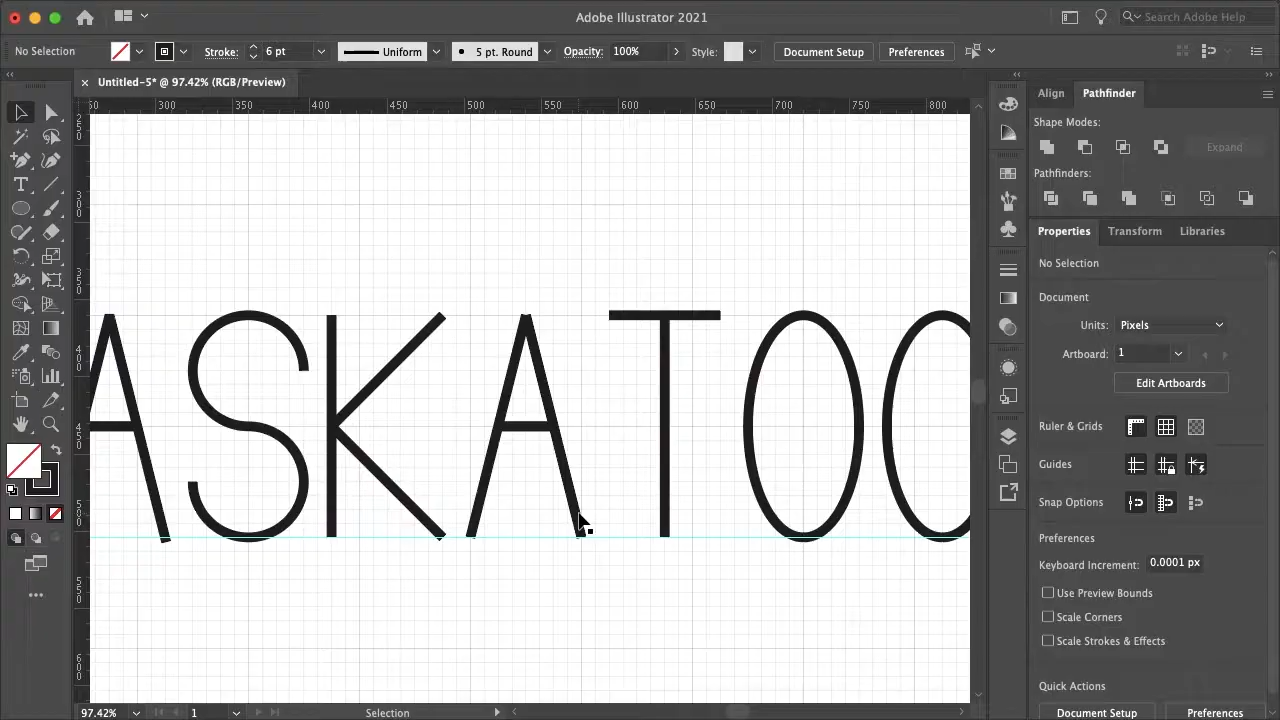 Adobe Illustrator 2021
Search Adobe Help
No Selection
Stroke: 6 pt
Uniform
5 pt. Round
Opacity: 100%
Style:
Document Setup
Preferences
Untitled-5* @ 97.42% (RGB/Preview)
300 350 400 450 500 550 600 650 700 750 800
ASKATOO
97.42%
1
Selection
Align
Pathfinder
Shape Modes:
Expand
Pathfinders:
Properties
Transform
Libraries
No Selection
Document
Units: Pixels
Artboard: 1
Edit Artboards
Ruler & Grids
Guides
Snap Options
Preferences
Keyboard Increment: 0.0001 px
Use Preview Bounds
Scale Corners
Scale Strokes & Effects
Quick Actions
Document Setup
Preferences